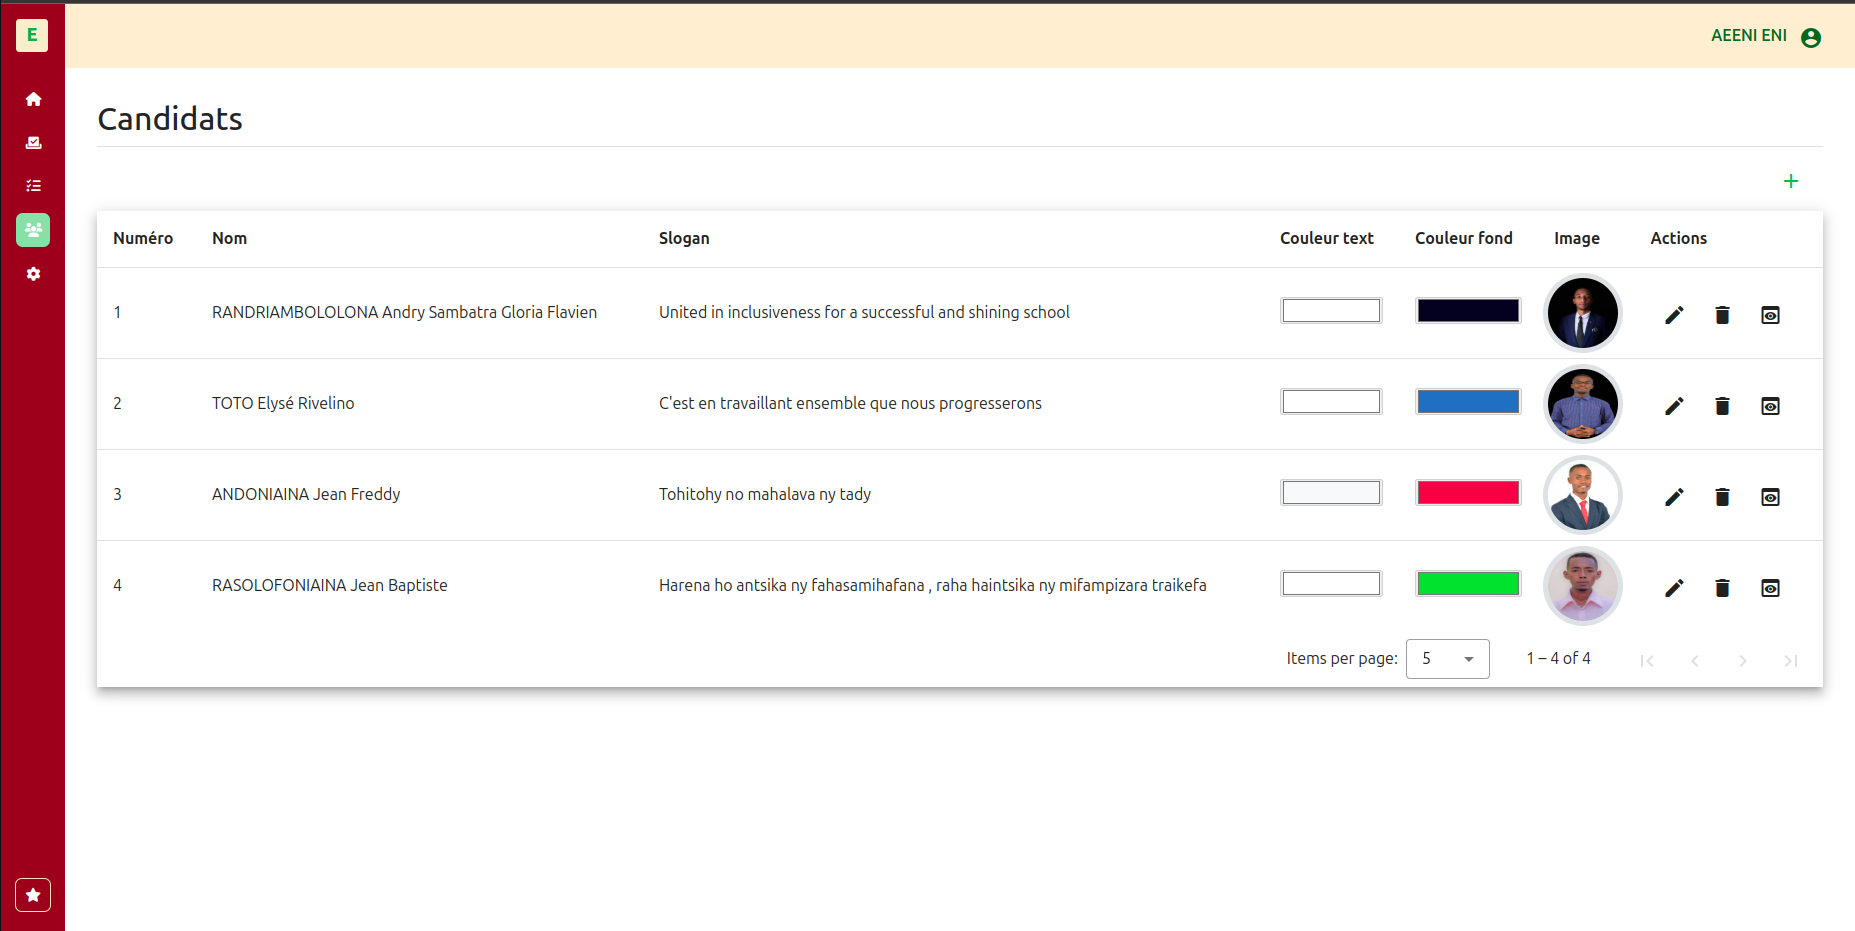 E
AEENI ENI
Candidats
+
Numéro Nom Slogan Couleur text Couleur fond Image Actions
1 RANDRIAMBOLOLONA Andry Sambatra Gloria Flavien United in inclusiveness for a successful and shining school
2 TOTO Elysé Rivelino C'est en travaillant ensemble que nous progresserons
3 ANDONIAINA Jean Freddy Tohitohy no mahalava ny tady
4 RASOLOFONIAINA Jean Baptiste Harena ho antsika ny fahasamihafana , raha haintsika ny mifampizara traikefa
Items per page: 5 1 – 4 of 4